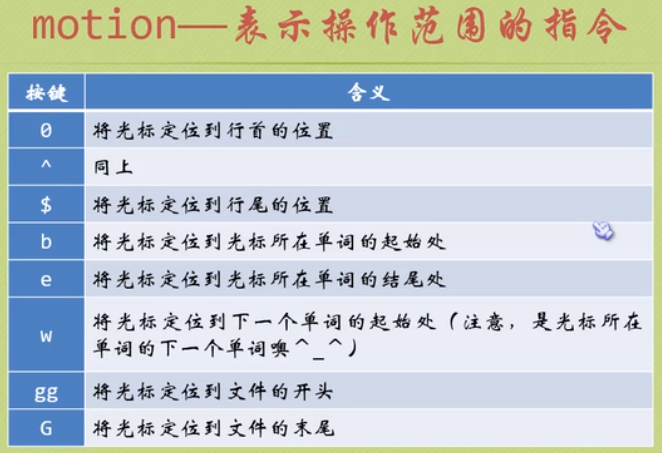 motion——表示操作范围的指令
按键 含义
0 将光标定位到行首的位置
^ 同上
$ 将光标定位到行尾的位置
b 将光标定位到光标所在单词的起始处
e 将光标定位到光标所在单词的结尾处
w 将光标定位到下一个单词的起始处（注意，是光标所在
单词的下一个单词噢^_^）
gg 将光标定位到文件的开头
G 将光标定位到文件的末尾